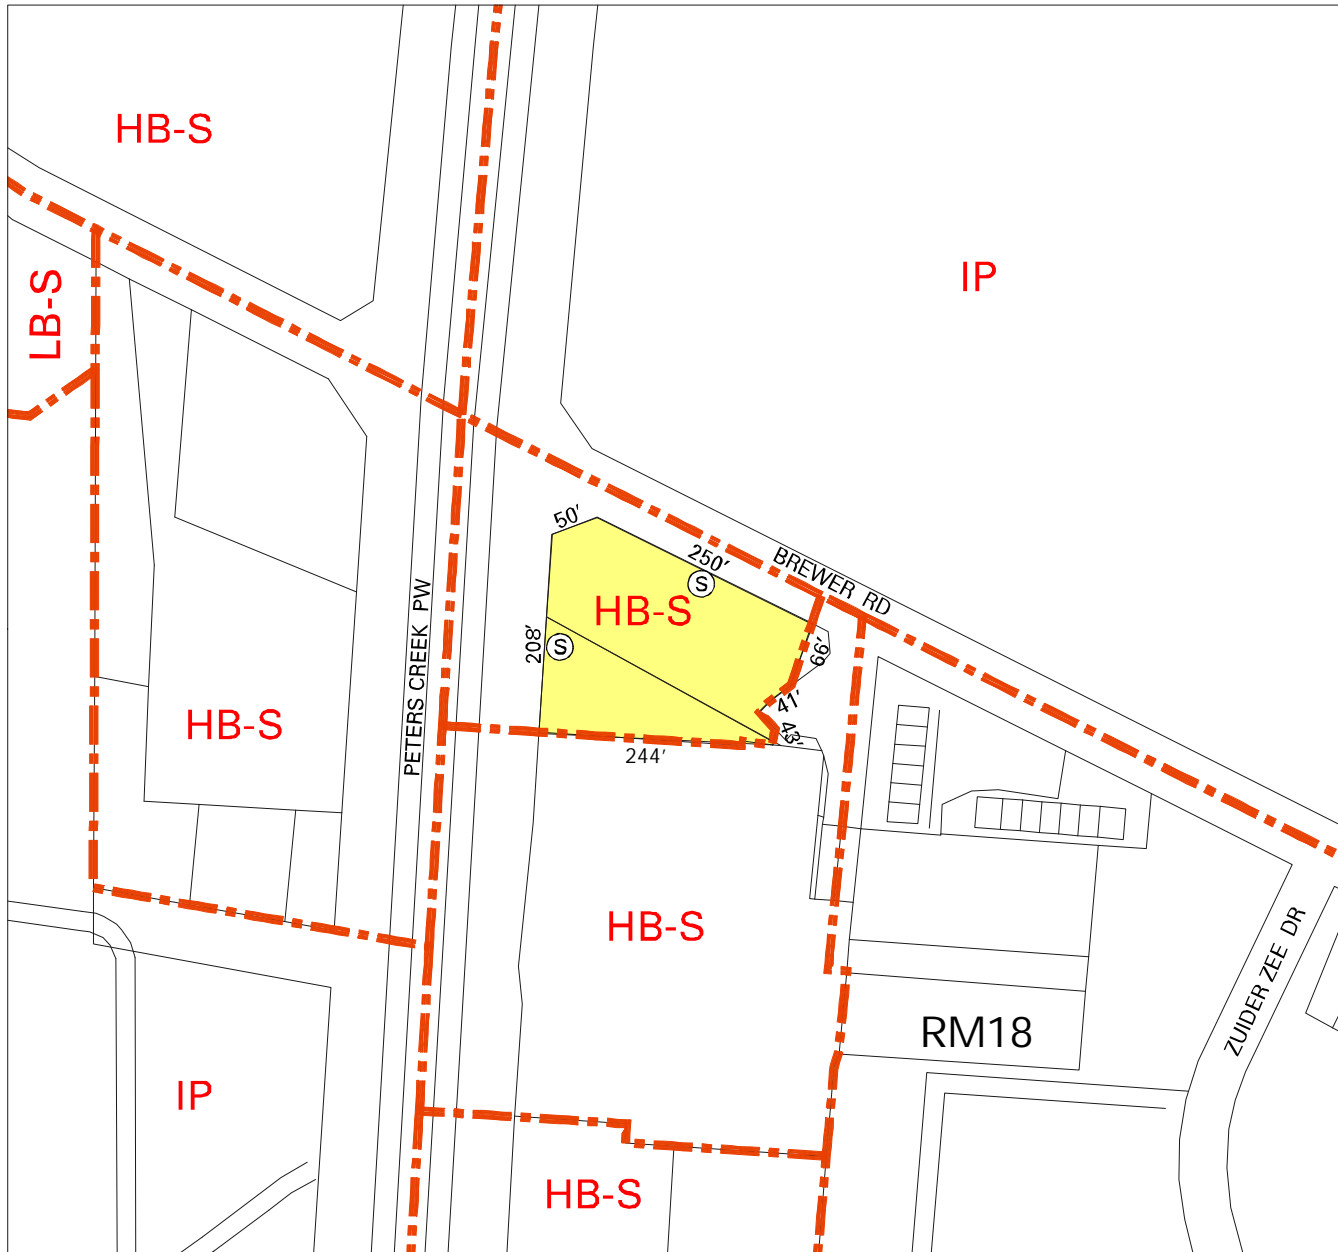 HB-S
IP
LB-S
50'
250'
S
BREWER RD
HB-S
208'
S
66'
41'
43'
PETERS CREEK PW
HB-S
244'
HB-S
ZUIDER ZEE DR
RM18
IP
HB-S